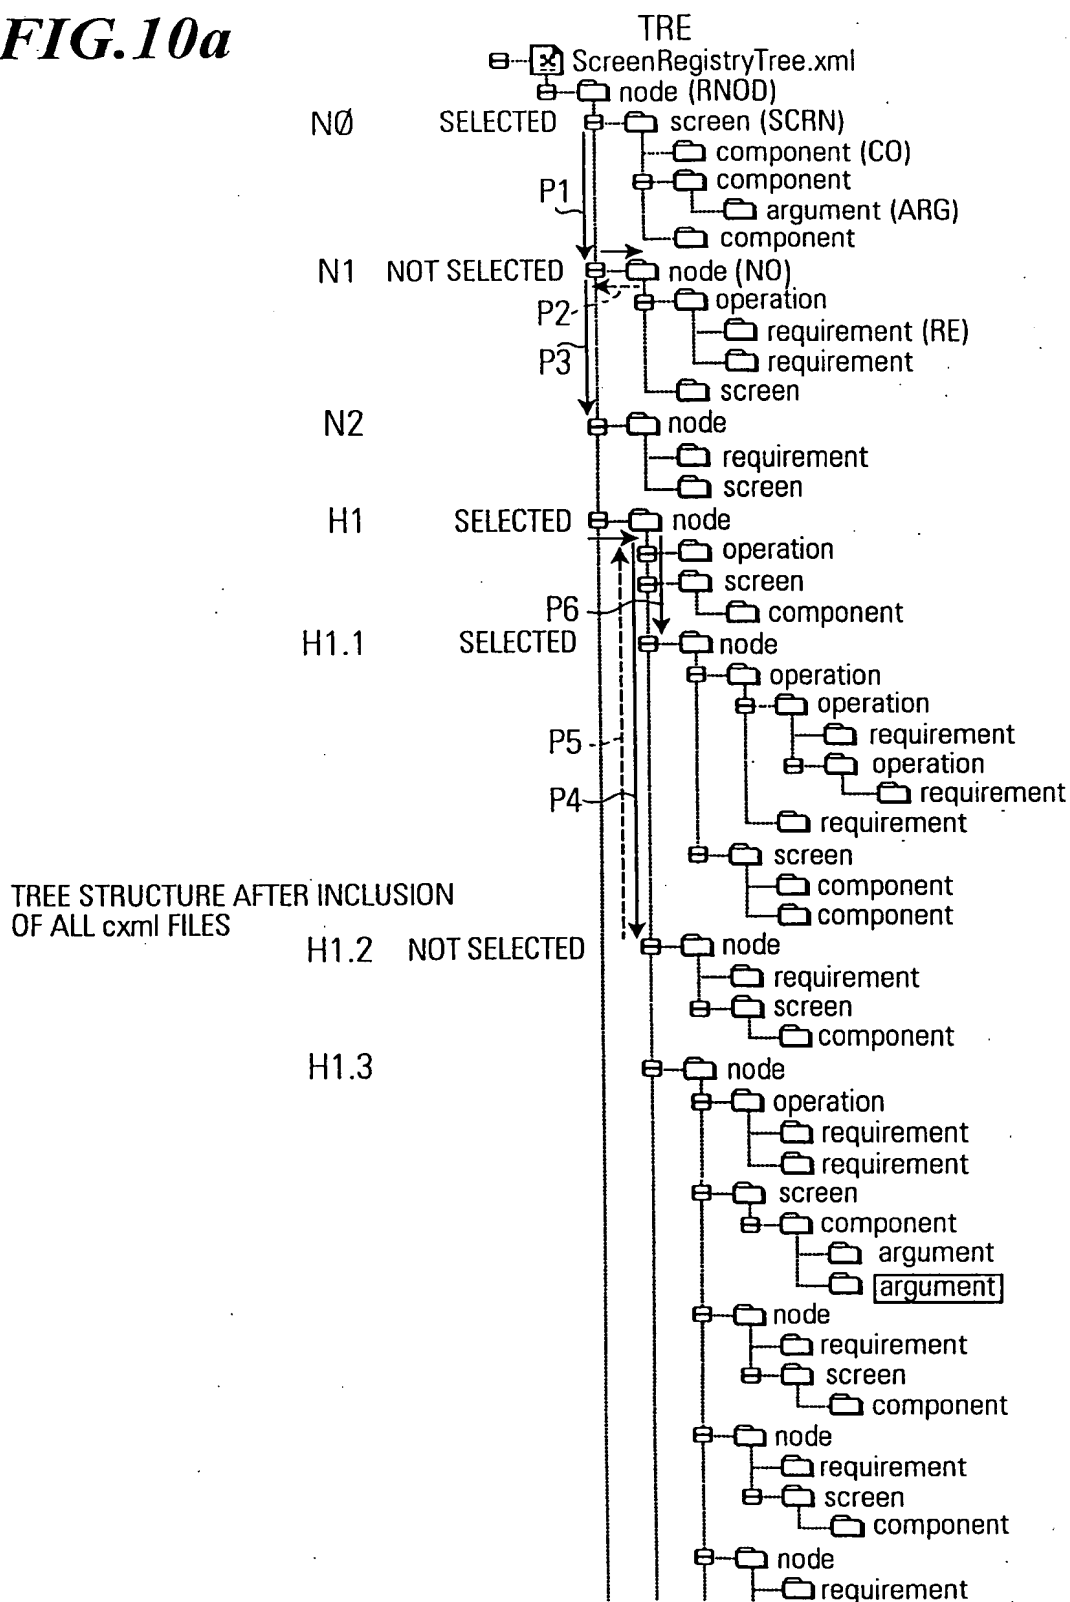 FIG.10a
TRE
ScreenRegistryTree.xml
node (RNOD)
NØ SELECTED screen (SCRN)
component (CO)
component
P1
argument (ARG)
component
N1 NOT SELECTED node (NO)
P2 operation
requirement (RE)
P3 requirement
screen
N2 node
requirement
screen
H1 SELECTED node
operation
screen
P6 component
H1.1 SELECTED node
operation
operation
requirement
P5 operation
requirement
P4
requirement
screen
TREE STRUCTURE AFTER INCLUSION component
OF ALL cxml FILES component
H1.2 NOT SELECTED node
requirement
screen
component
H1.3 node
operation
requirement
requirement
screen
component
argument
argument
node
requirement
screen
component
node
requirement
screen
component
node
requirement